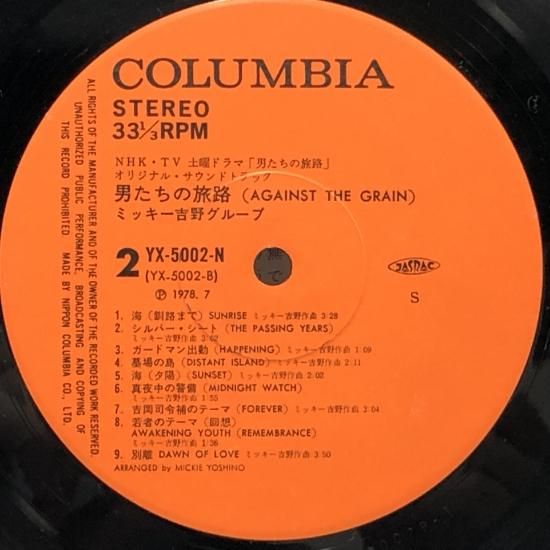 COLUMBIA
STEREO
33⅓RPM
NHK・TV 土曜ドラマ「男たちの旅路」
オリジナル・サウンドトラック
男たちの旅路 (AGAINST THE GRAIN)
ミッキー吉野グループ
2 YX-5002-N
(YX-5002-B)
Ⓟ 1978. 7
無
で
JASRAC
S
1. 海 (釧路まで) SUNRISE ミッキー吉野作曲 3·28
2. シルバー・シート (THE PASSING YEARS)
ミッキー吉野作曲 3:02
3. ガードマン出動 (HAPPENING) ミッキー吉野作曲 1:09
4. 墓場の島 (DISTANT ISLAND) ミッキー吉野作曲 2:11
5. 海 (夕陽) (SUNSET) ミッキー吉野作曲 2:02
6. 真夜中の警備 (MIDNIGHT WATCH)
ミッキー吉野作曲 1:55
7. 吉岡司令補のテーマ (FOREVER) ミッキー吉野作曲 3:04
8. 若者のテーマ (回想)
AWAKENING YOUTH (REMEMBRANCE)
ミッキー吉野作曲 1:36
9. 別離 DAWN OF LOVE ミッキー吉野作曲 3:50
ARRANGED by MICKIE YOSHINO
ALL RIGHTS OF THE MANUFACTURER AND OF THE OWNER OF THE RECORDED WORK RESERVED.
UNAUTHORIZED PUBLIC PERFORMANCE, BROADCASTING AND COPYING OF
THIS RECORD PROHIBITED MADE BY NIPPON COLUMBIA CO., LTD.